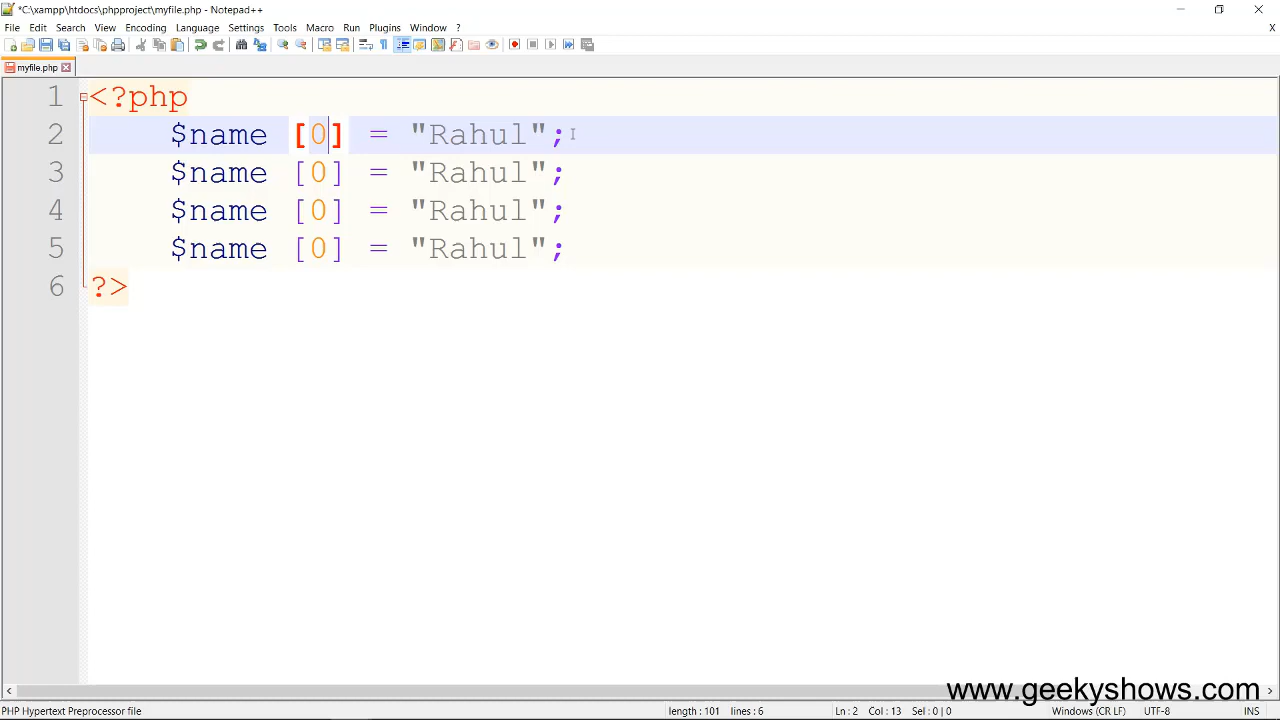 *C:\xampp\htdocs\phpproject\myfile.php - Notepad++
File Edit Search View Encoding Language Settings Tools Macro Run Plugins Window ? X
myfile.php
1 <?php
2 $name [0] = "Rahul";
3 $name [0] = "Rahul";
4 $name [0] = "Rahul";
5 $name [0] = "Rahul";
6 ?>
www.geekyshows.com
PHP Hypertext Preprocessor file length : 101 lines : 6 Ln : 2 Col : 13 Sel : 0 | 0 Windows (CR LF) UTF-8 INS